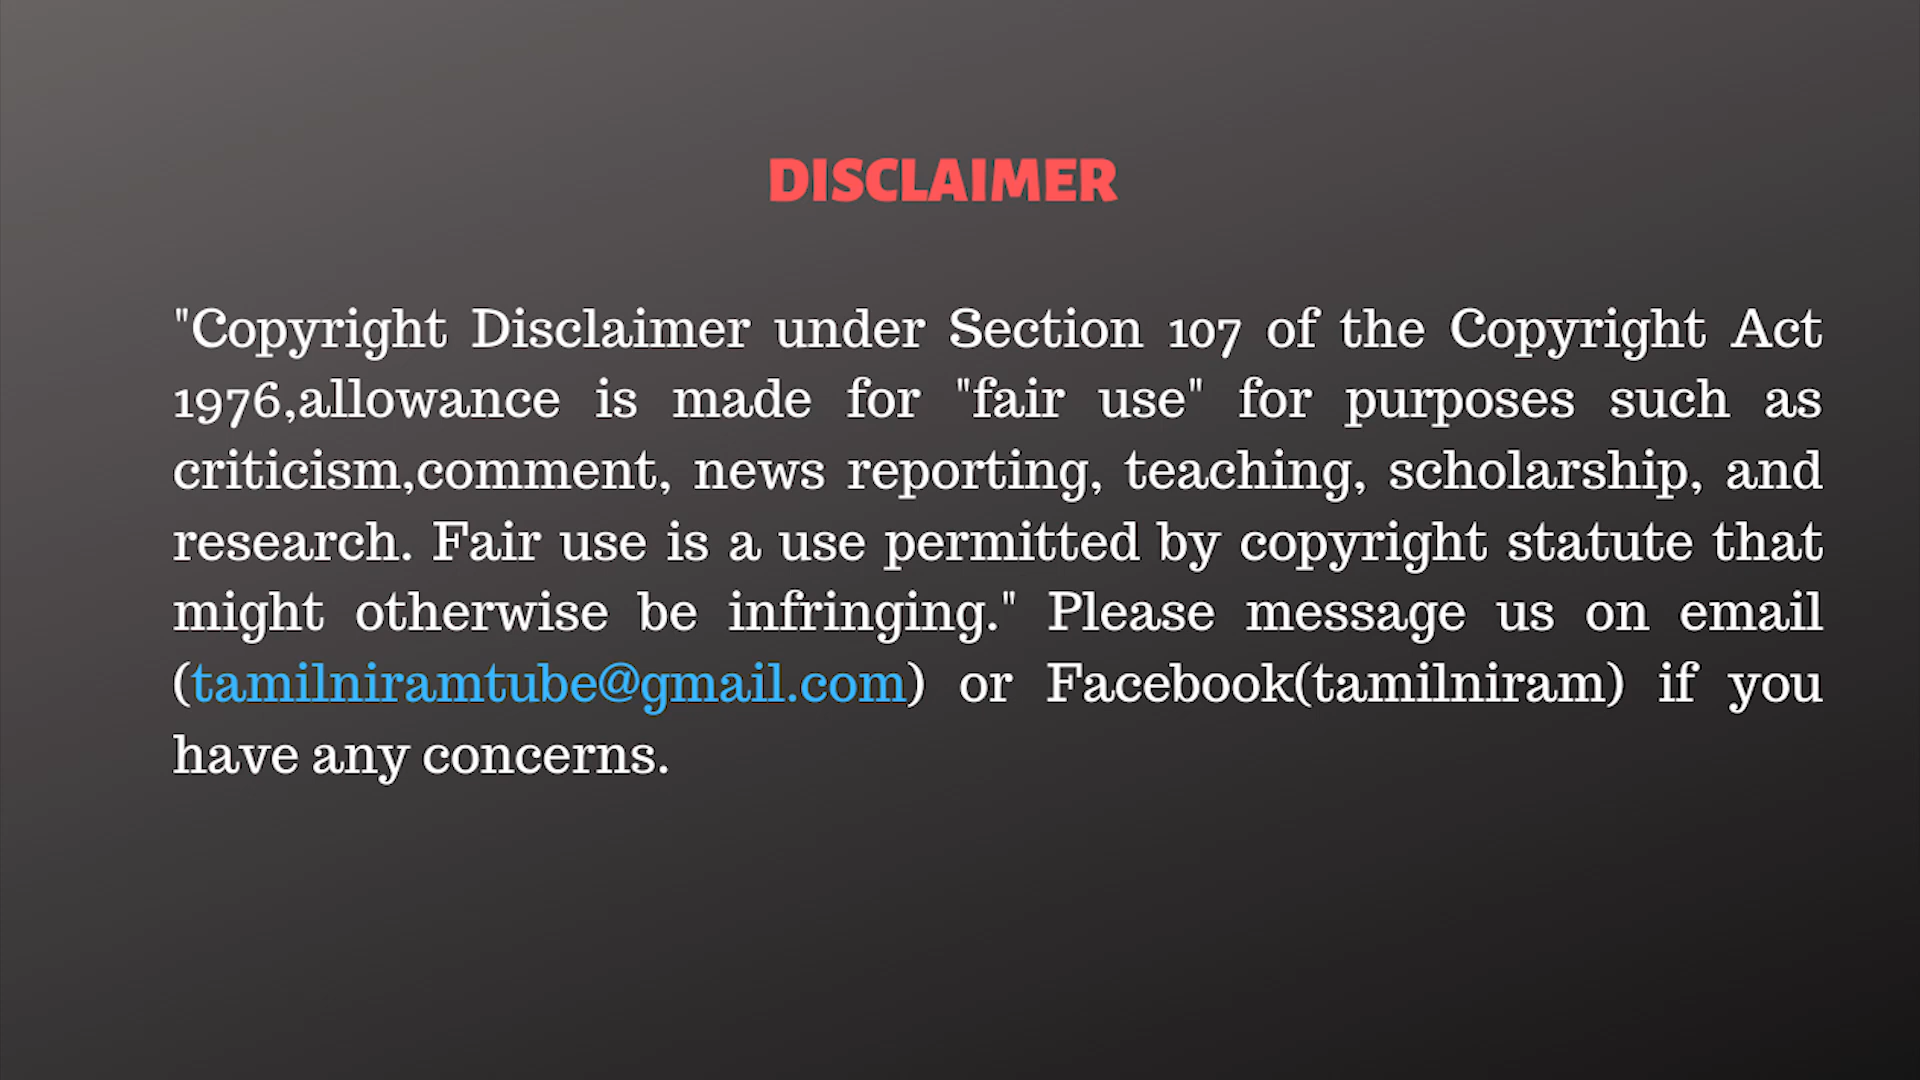 DISCLAIMER
"Copyright Disclaimer under Section 107 of the Copyright Act
1976,allowance is made for "fair use" for purposes such as
criticism,comment, news reporting, teaching, scholarship, and
research. Fair use is a use permitted by copyright statute that
might otherwise be infringing." Please message us on email
(tamilniramtube@gmail.com) or Facebook(tamilniram) if you
have any concerns.